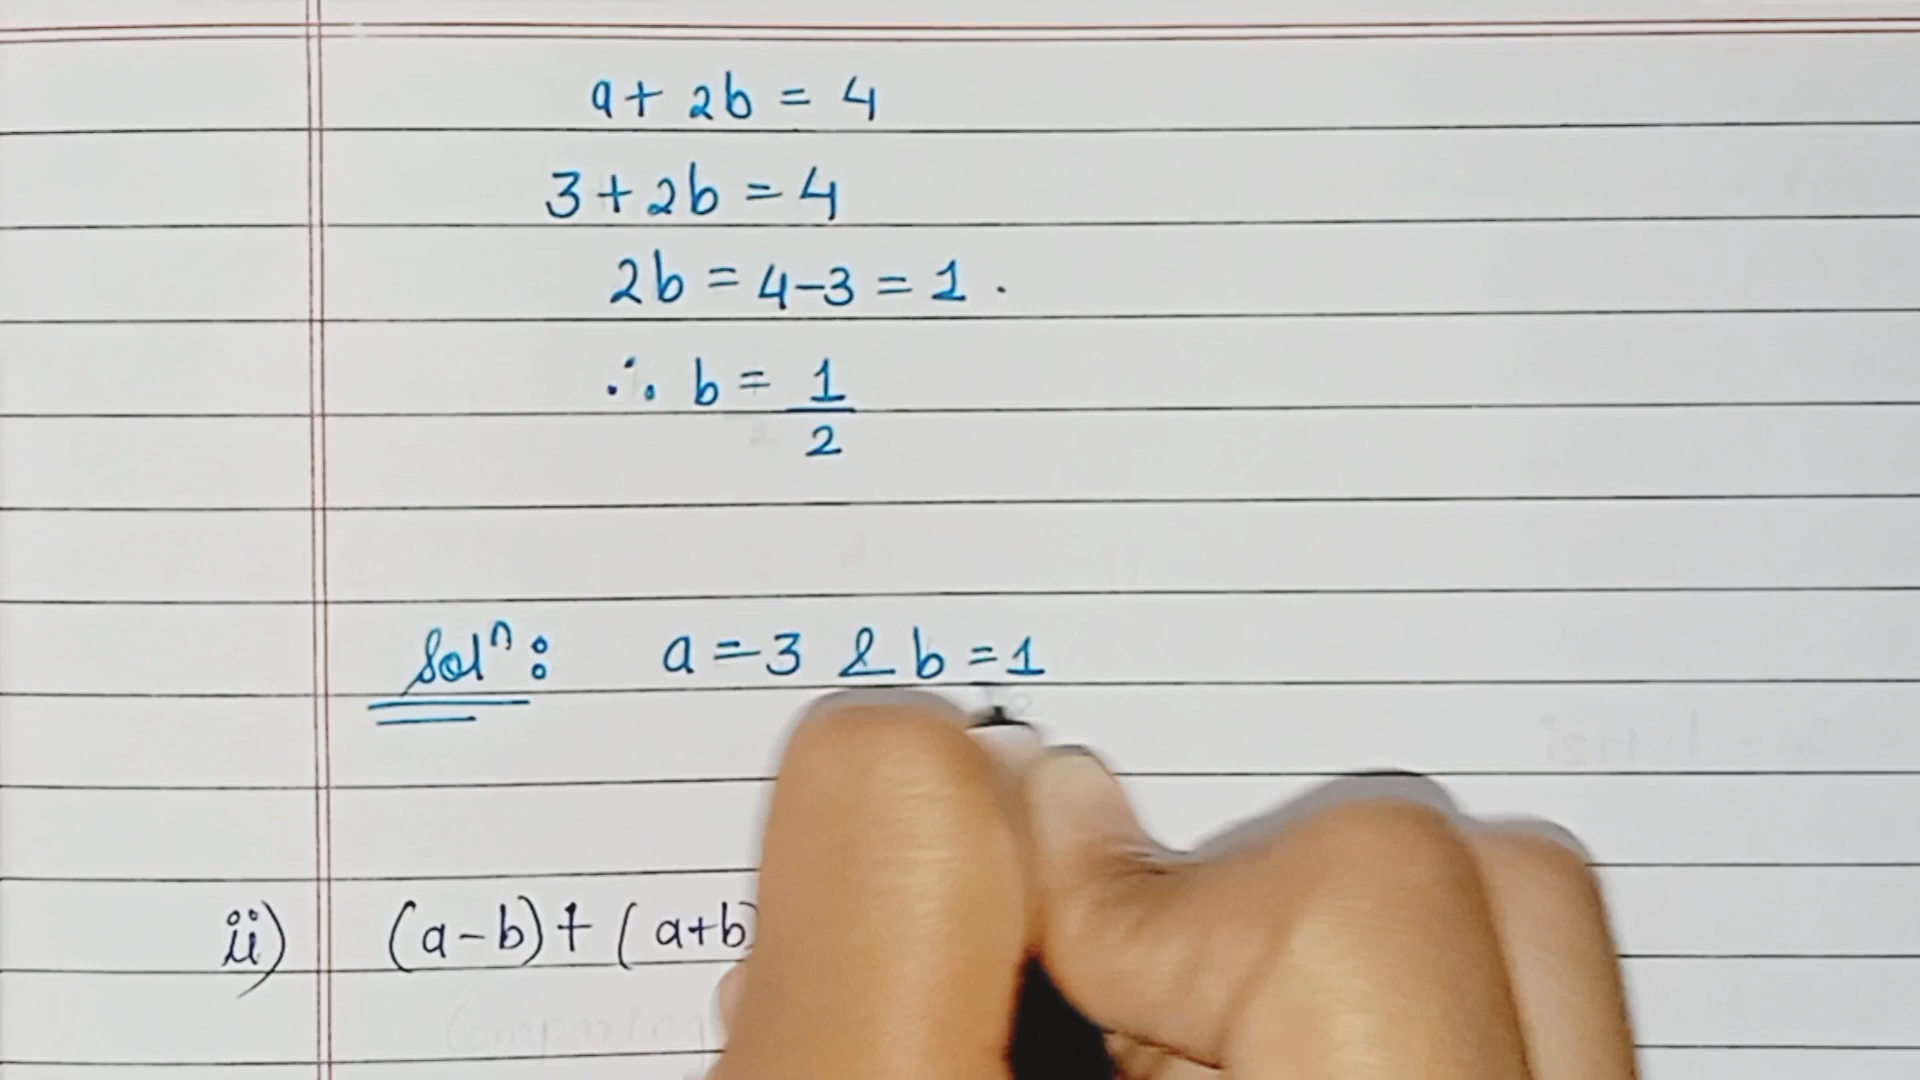 a + 2b = 4
3 + 2b = 4
2b = 4 - 3 = 1 .
∴ b = 1/2
Solⁿ: a = 3 & b = 1
ii) (a - b) + (a + b)